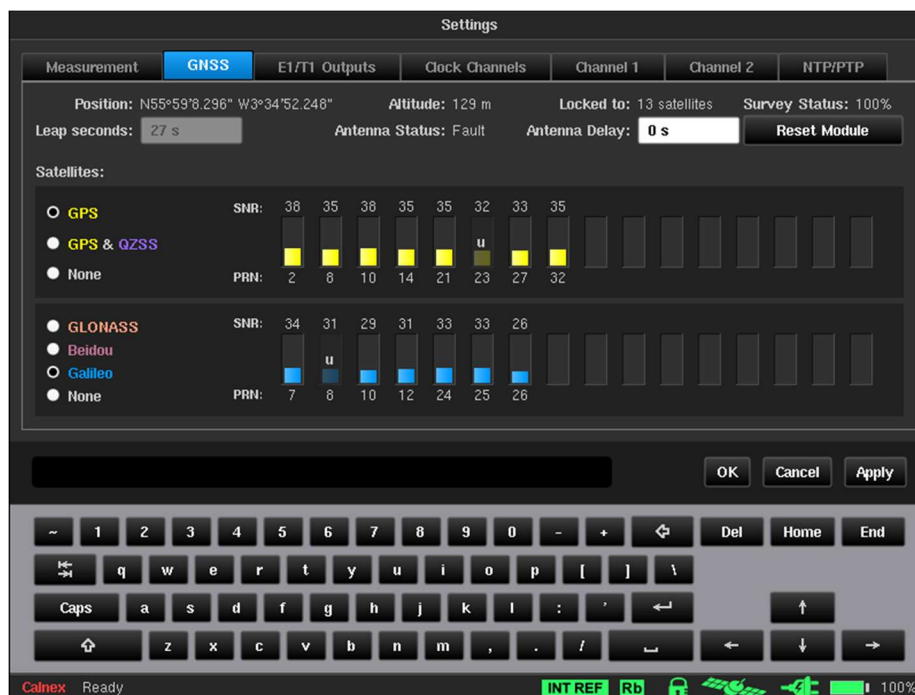 Settings
Measurement GNSS E1/T1 Outputs Clock Channels Channel 1 Channel 2 NTP/PTP
Position: N55º59'8.296" W3º34'52.248" Altitude: 129 m Locked to: 13 satellites Survey Status: 100%
Leap seconds: 27 s Antenna Status: Fault Antenna Delay: 0 s Reset Module
Satellites:
SNR: 38 35 38 35 35 32 33 35
GPS
GPS & QZSS
u
None
PRN: 2 8 10 14 21 23 27 32
SNR: 34 31 29 31 33 33 26
GLONASS
Beidou
u
Galileo
None
PRN: 7 8 10 12 24 25 26
OK Cancel Apply
~ 1 2 3 4 5 6 7 8 9 0 - + Del Home End
q w e r t y u i o p [ ] \
Caps a s d f g h j k l : '
z x c v b n m , . /
Calnex Ready INT REF Rb 100%